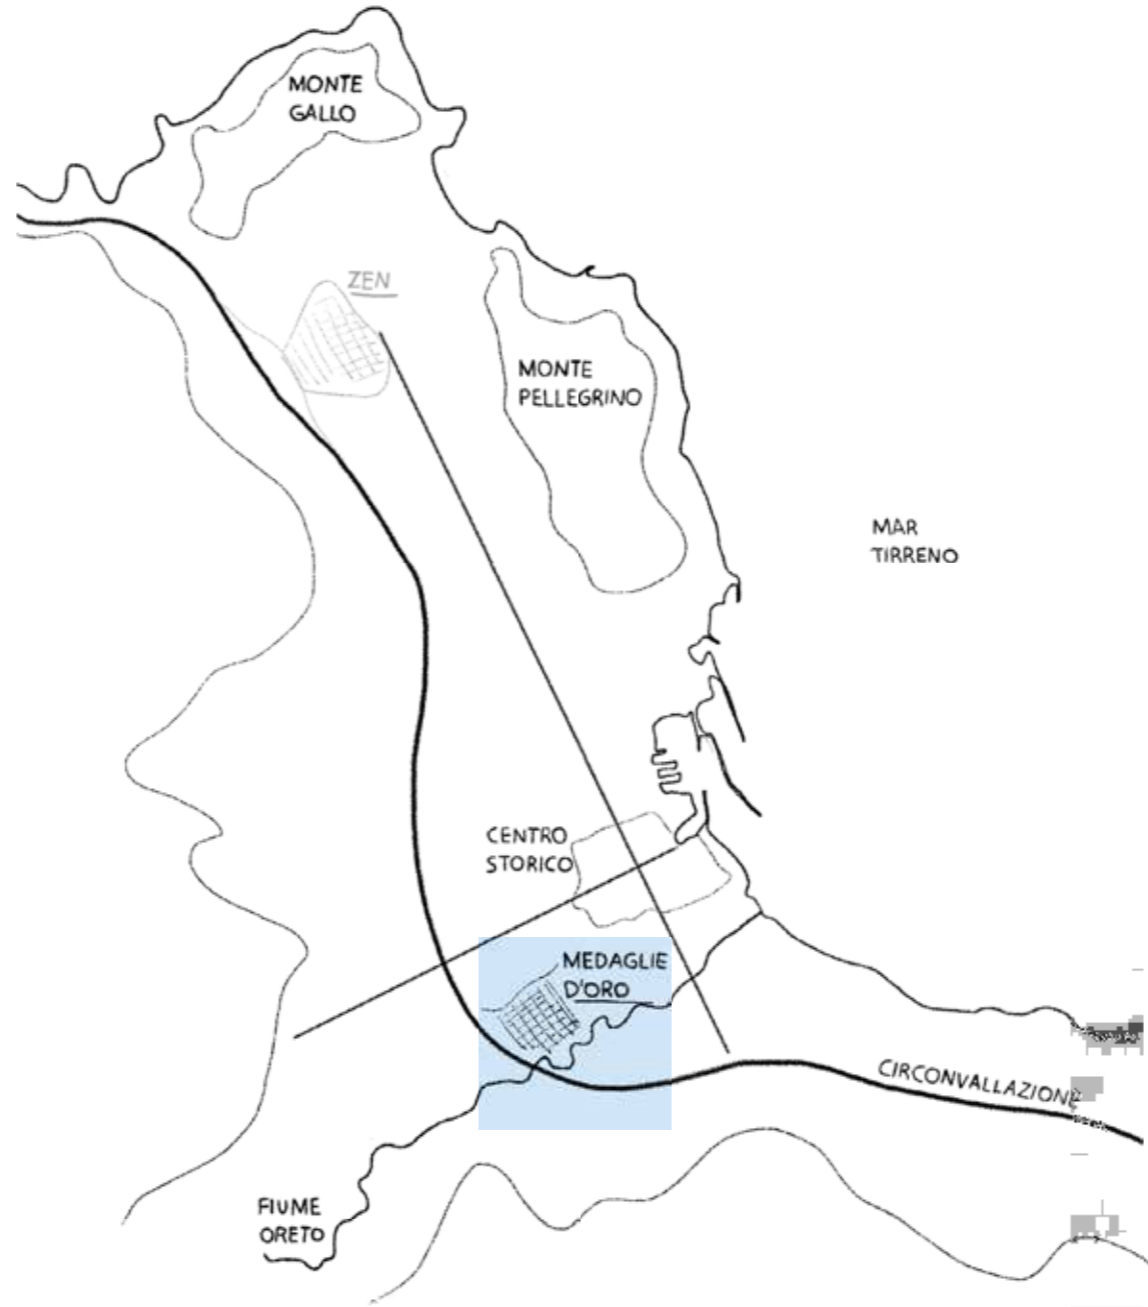 MONTE
GALLO
ZEN
MONTE
PELLEGRINO
MAR
TIRRENO
CENTRO
STORICO
MEDAGLIE
D'ORO
CIRCONVALLAZIONE
FIUME
ORETO